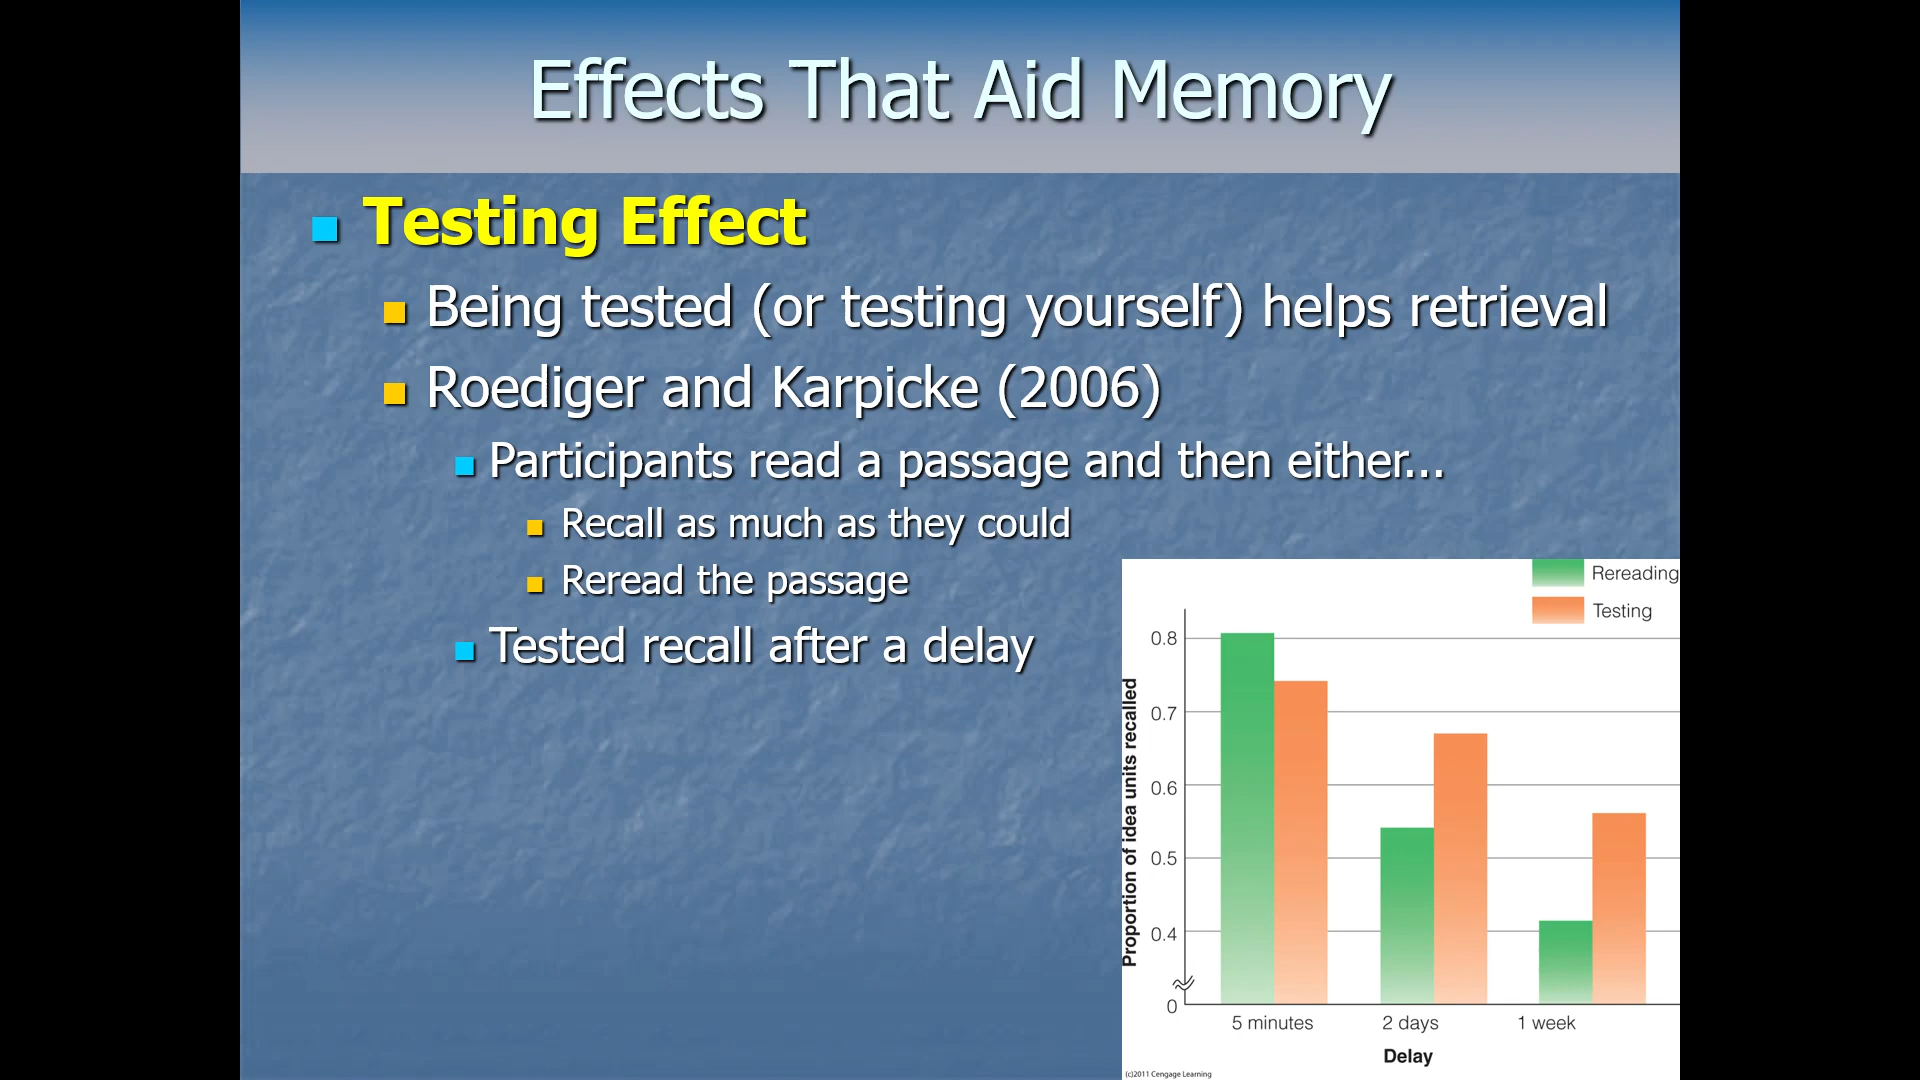 Effects That Aid Memory
Testing Effect
Being tested (or testing yourself) helps retrieval
Roediger and Karpicke (2006)
Participants read a passage and then either...
Recall as much as they could
Reread the passage
Tested recall after a delay
Rereading
Testing
Proportion of idea units recalled
0.8
0.7
0.6
0.5
0.4
0
5 minutes 2 days 1 week
Delay
(c)2011 Cengage Learning